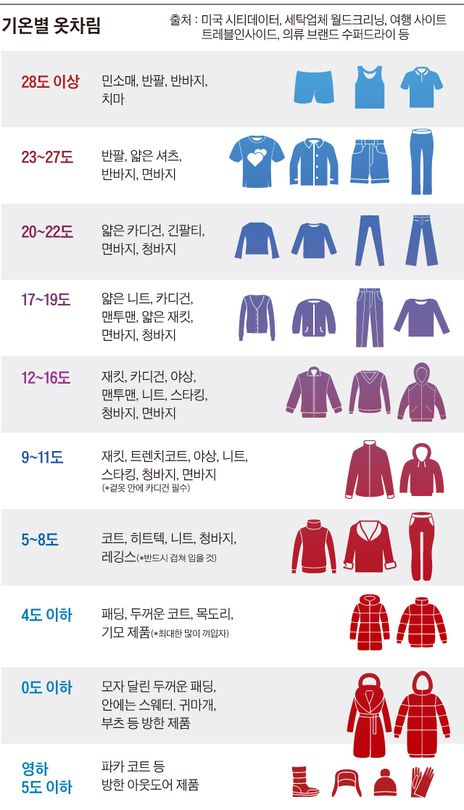 기온별 옷차림
출처 : 미국 시티데이터, 세탁업체 월드크리닝, 여행 사이트
트레블인사이드, 의류 브랜드 수퍼드라이 등
28도 이상
민소매, 반팔, 반바지,
치마
23~27도
반팔, 얇은 셔츠,
반바지, 면바지
20~22도
얇은 카디건, 긴팔티,
면바지, 청바지
17~19도
얇은 니트, 카디건,
맨투맨, 얇은 재킷,
면바지, 청바지
12~16도
재킷, 카디건, 야상,
맨투맨, 니트, 스타킹,
청바지, 면바지
9~11도
재킷, 트렌치코트, 야상, 니트,
스타킹, 청바지, 면바지
(*겉옷 안에 카디건 필수)
5~8도
코트, 히트텍, 니트, 청바지,
레깅스(*반드시 겹쳐 입을 것)
4도 이하
패딩, 두꺼운 코트, 목도리,
기모 제품(*최대한 많이 껴입자)
0도 이하
모자 달린 두꺼운 패딩,
안에는 스웨터. 귀마개,
부츠 등 방한 제품
영하
5도 이하
파카 코트 등
방한 아웃도어 제품